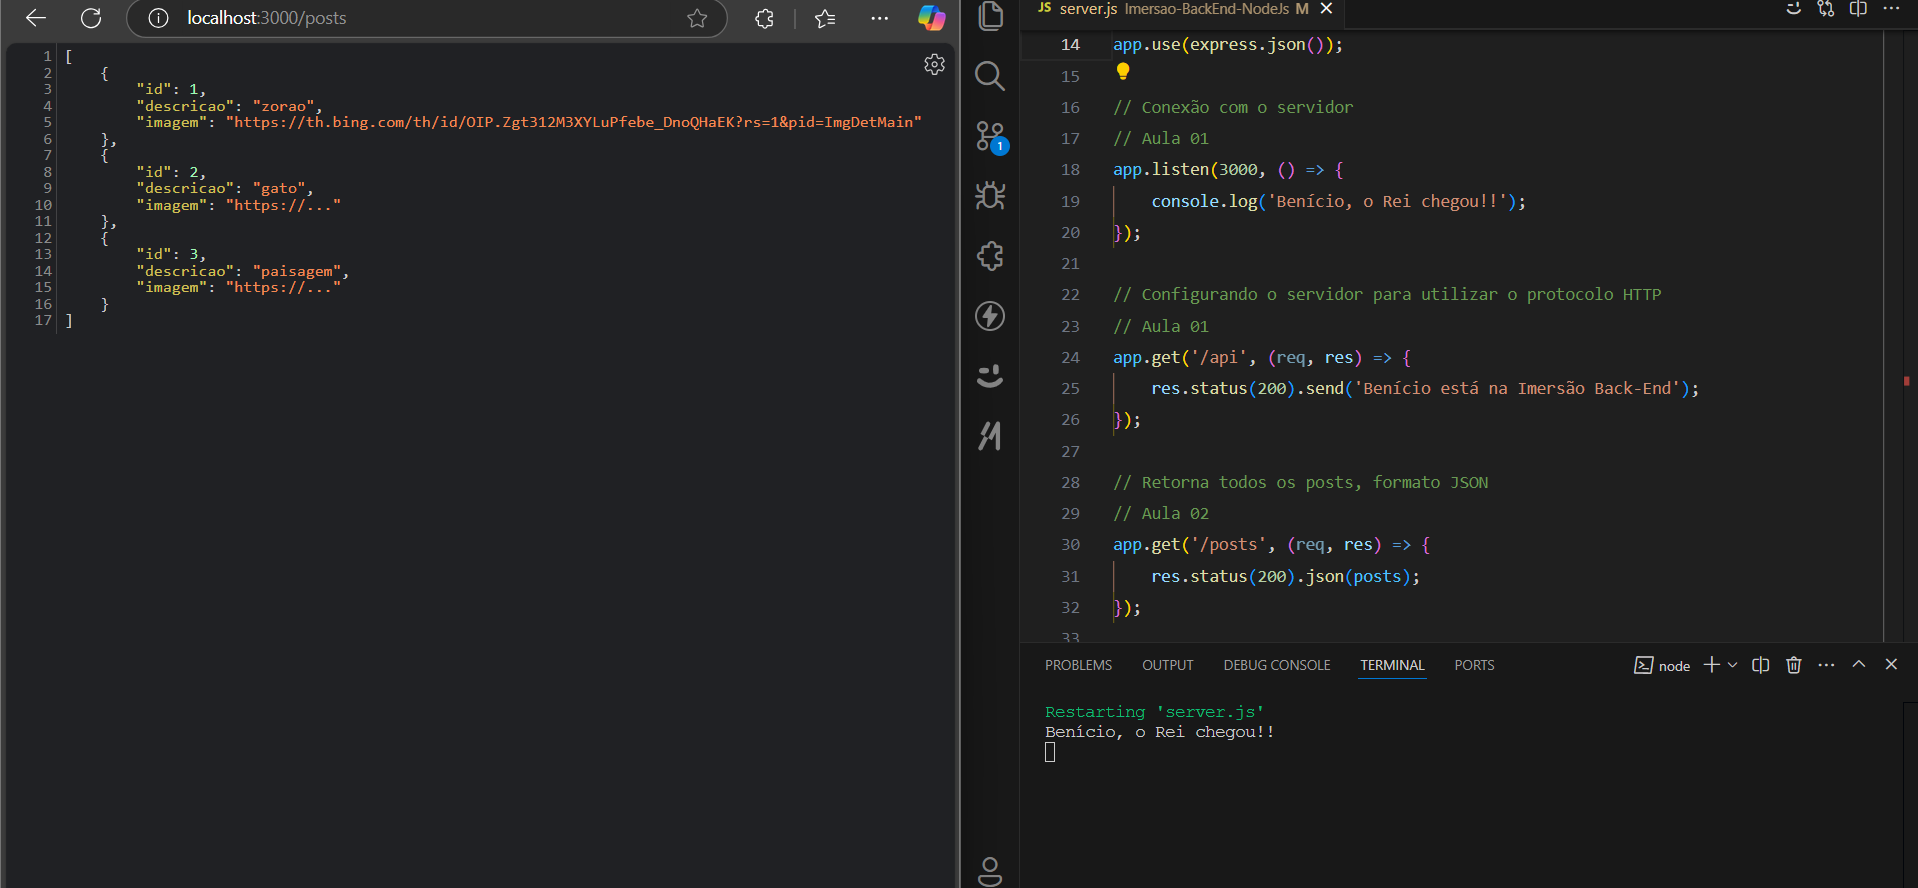 localhost:3000/posts
1 [
2 {
3 "id": 1,
4 "descricao": "zorao",
5 "imagem": "https://th.bing.com/th/id/OIP.Zgt312M3XYLuPfebe_DnoQHaEK?rs=1&pid=ImgDetMain"
6 },
7 {
8 "id": 2,
9 "descricao": "gato",
10 "imagem": "https://..."
11 },
12 {
13 "id": 3,
14 "descricao": "paisagem",
15 "imagem": "https://..."
16 }
17 ]
1
JS server.js Imersao-BackEnd-NodeJs M
14 app.use(express.json());
15
16 // Conexão com o servidor
17 // Aula 01
18 app.listen(3000, () => {
19 console.log('Benício, o Rei chegou!!');
20 });
21
22 // Configurando o servidor para utilizar o protocolo HTTP
23 // Aula 01
24 app.get('/api', (req, res) => {
25 res.status(200).send('Benício está na Imersão Back-End');
26 });
27
28 // Retorna todos os posts, formato JSON
29 // Aula 02
30 app.get('/posts', (req, res) => {
31 res.status(200).json(posts);
32 });
33
PROBLEMS OUTPUT DEBUG CONSOLE TERMINAL PORTS node
Restarting 'server.js'
Benício, o Rei chegou!!